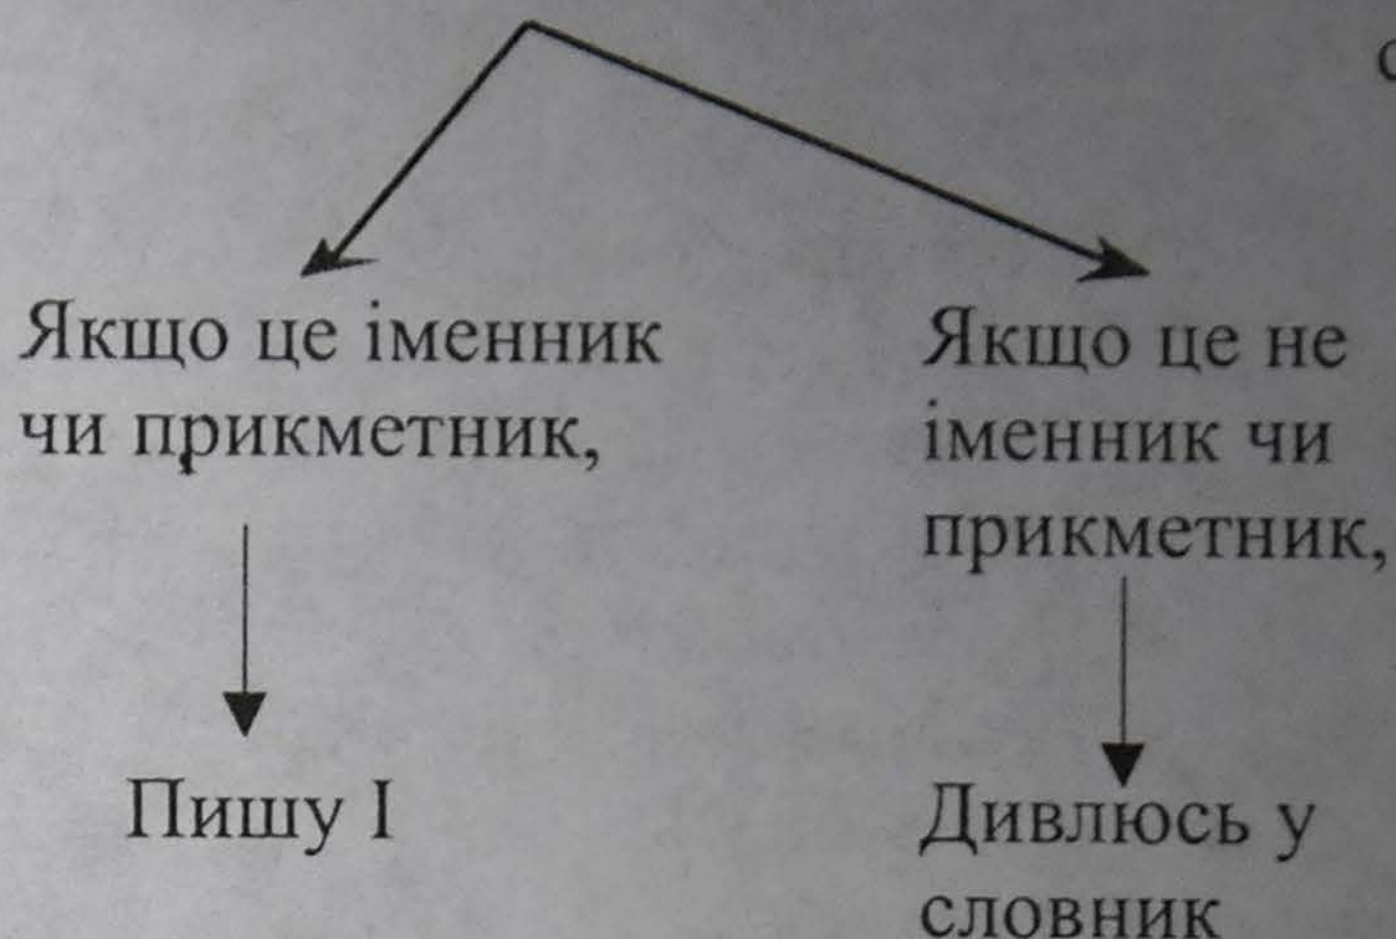 Якщо це іменник
чи прикметник,
Пишу І
Якщо це не
іменник чи
прикметник,
Дивлюсь у
словник